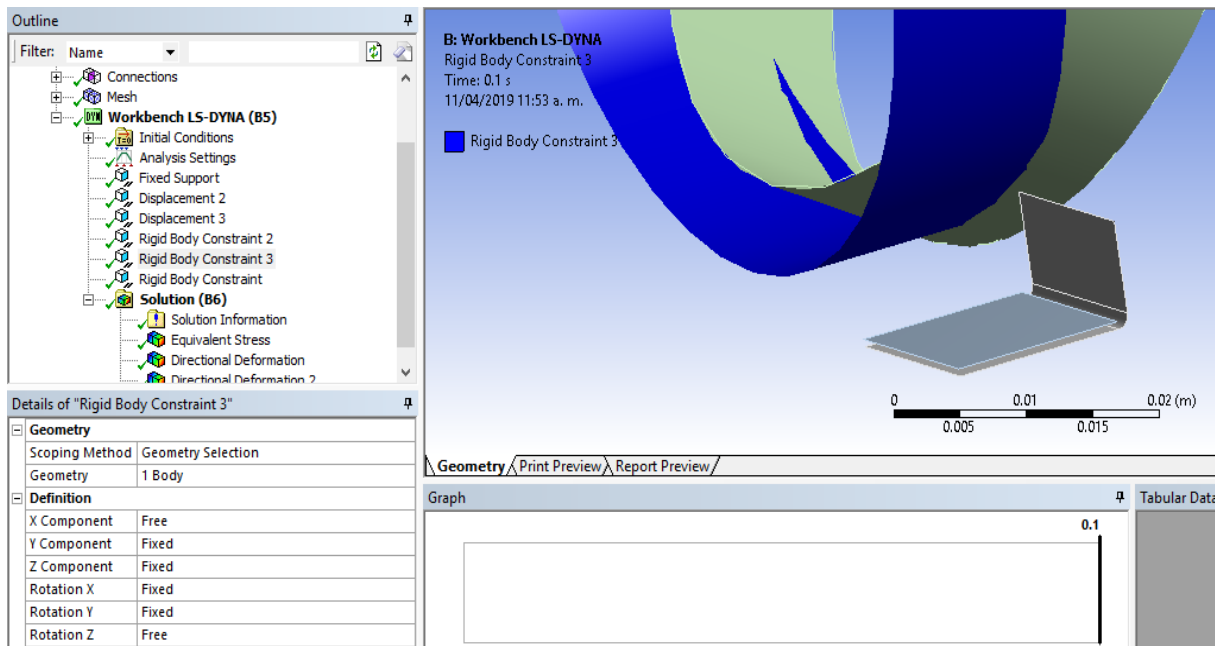 Outline
Filter: Name
Connections
Mesh
Workbench LS-DYNA (B5)
Initial Conditions
Analysis Settings
Fixed Support
Displacement 2
Displacement 3
Rigid Body Constraint 2
Rigid Body Constraint 3
Rigid Body Constraint
Solution (B6)
Solution Information
Equivalent Stress
Directional Deformation
Directional Deformation 2
Details of "Rigid Body Constraint 3"
Geometry
Scoping Method Geometry Selection
Geometry 1 Body
Definition
X Component Free
Y Component Fixed
Z Component Fixed
Rotation X Fixed
Rotation Y Fixed
Rotation Z Free
B: Workbench LS-DYNA
Rigid Body Constraint 3
Time: 0.1 s
11/04/2019 11:53 a. m.
Rigid Body Constraint 3
0 0.01 0.02 (m)
0.005 0.015
Geometry Print Preview Report Preview
Graph
0.1
Tabular Data